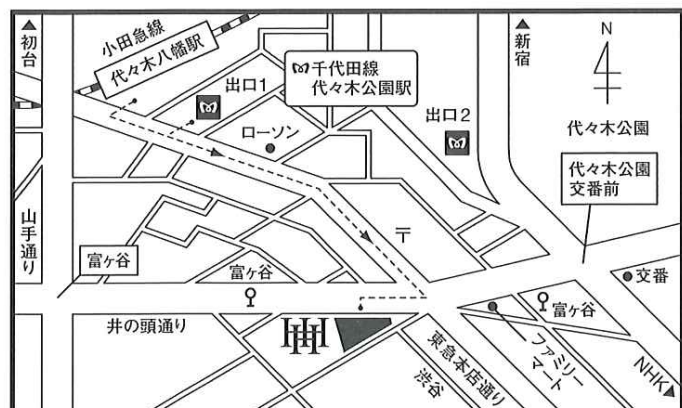 初台
小田急線
代々木八幡駅
出口1
千代田線
代々木公園駅
新宿
N
代々木公園
出口2
ローソン
代々木公園
交番前
山手通り
〒
富ヶ谷
富ヶ谷
交番
富ヶ谷
井の頭通り
HH
東急本店通り
渋谷
ファミリー
マート
NHK